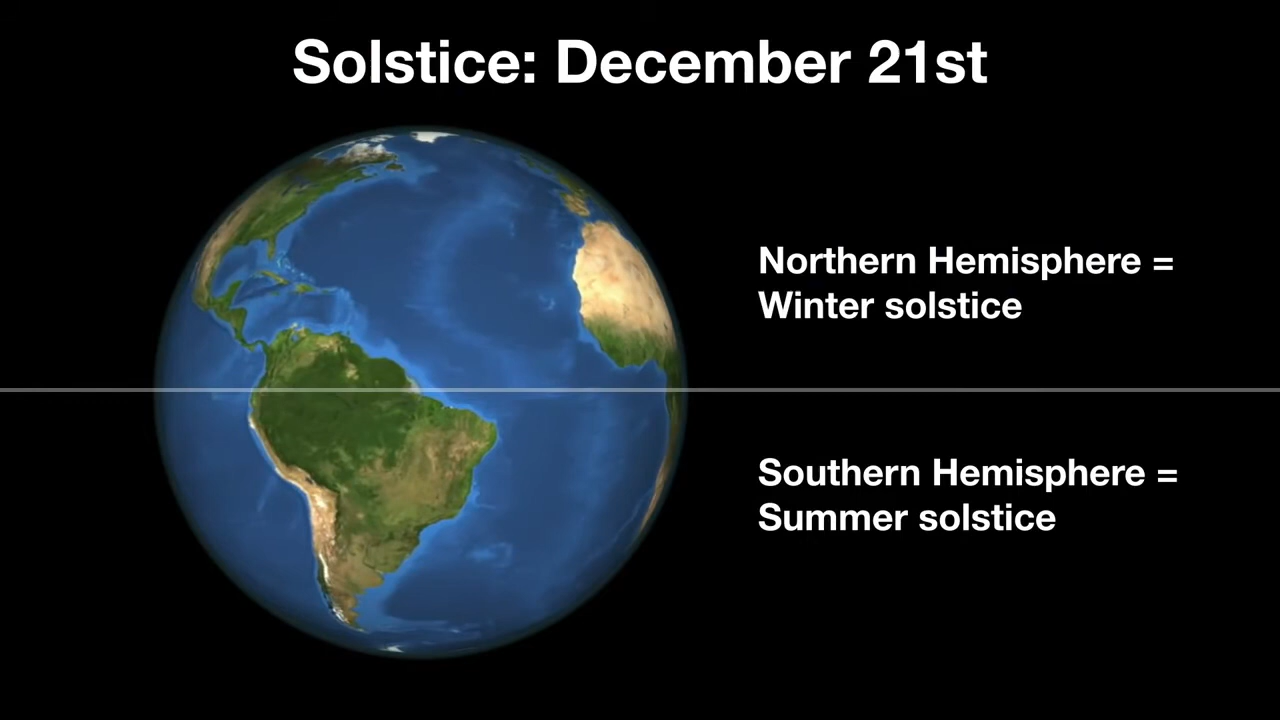 Solstice: December 21st
Northern Hemisphere =
Winter solstice
Southern Hemisphere =
Summer solstice